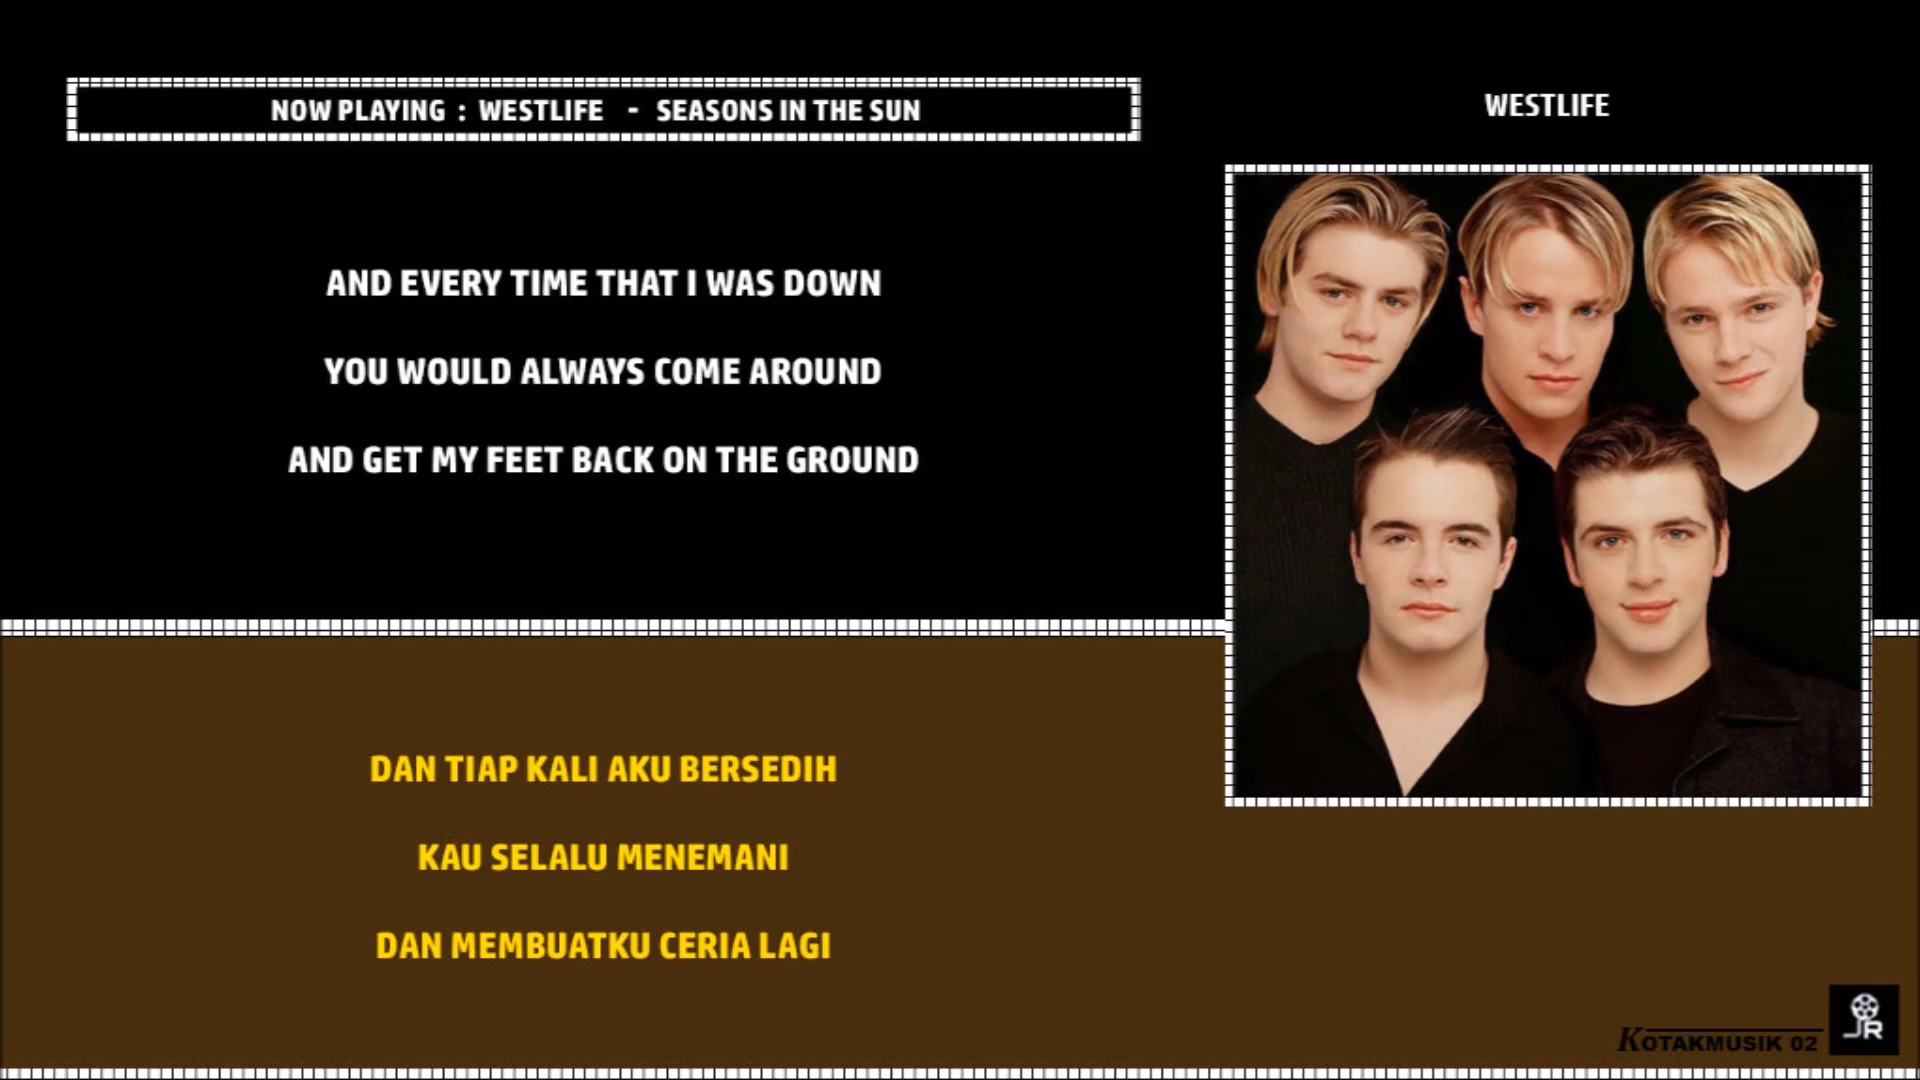 NOW PLAYING : WESTLIFE - SEASONS IN THE SUN
WESTLIFE
AND EVERY TIME THAT I WAS DOWN
YOU WOULD ALWAYS COME AROUND
AND GET MY FEET BACK ON THE GROUND
DAN TIAP KALI AKU BERSEDIH
KAU SELALU MENEMANI
DAN MEMBUATKU CERIA LAGI
KOTAKMUSIK 02
JR